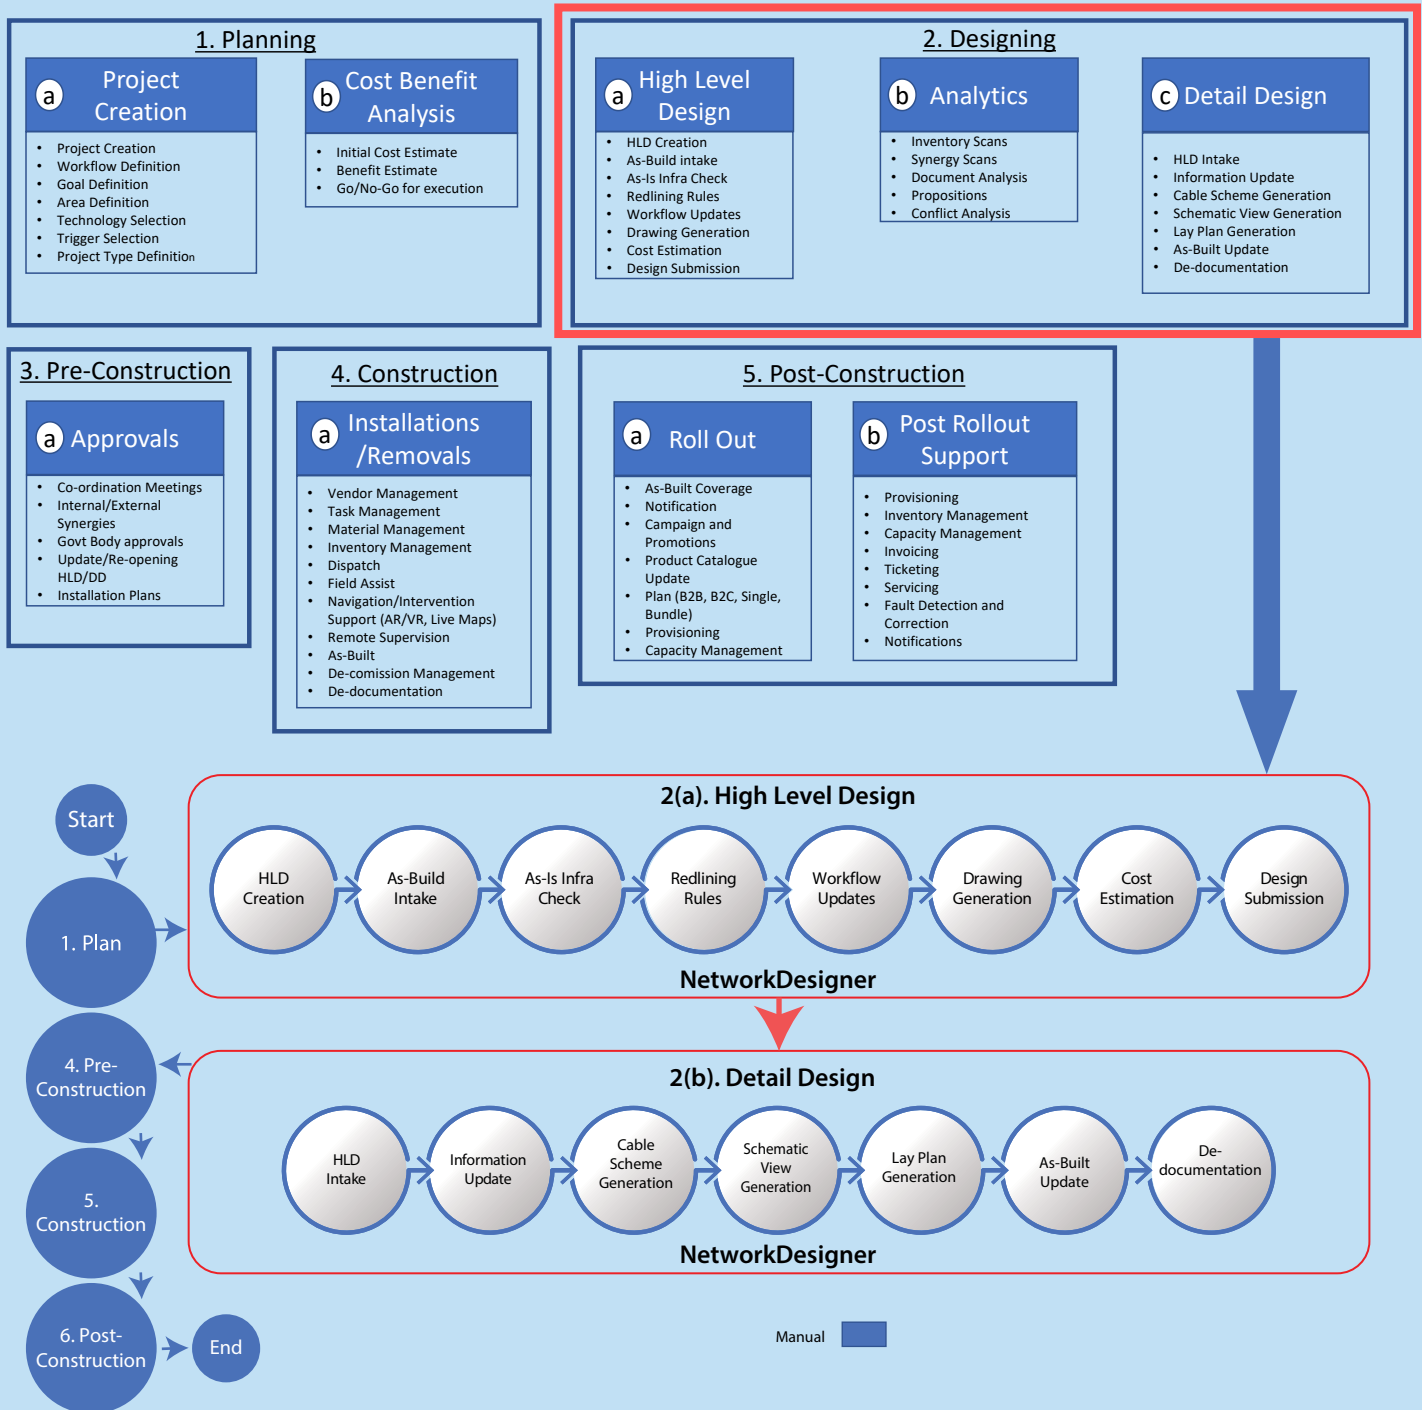 1. Planning
a
Project
Creation
• Project Creation
• Workflow Definition
• Goal Definition
• Area Definition
• Technology Selection
• Trigger Selection
• Project Type Definition
b
Cost Benefit
Analysis
• Initial Cost Estimate
• Benefit Estimate
• Go/No-Go for execution
2. Designing
a
High Level
Design
• HLD Creation
• As-Build intake
• As-Is Infra Check
• Redlining Rules
• Workflow Updates
• Drawing Generation
• Cost Estimation
• Design Submission
b
Analytics
• Inventory Scans
• Synergy Scans
• Document Analysis
• Propositions
• Conflict Analysis
c
Detail Design
• HLD Intake
• Information Update
• Cable Scheme Generation
• Schematic View Generation
• Lay Plan Generation
• As-Built Update
• De-documentation
3. Pre-Construction
a
Approvals
• Co-ordination Meetings
• Internal/External
Synergies
• Govt Body approvals
• Update/Re-opening
HLD/DD
• Installation Plans
4. Construction
a
Installations
/Removals
• Vendor Management
• Task Management
• Material Management
• Inventory Management
• Dispatch
• Field Assist
• Navigation/Intervention
Support (AR/VR, Live Maps)
• Remote Supervision
• As-Built
• De-comission Management
• De-documentation
5. Post-Construction
a
Roll Out
• As-Built Coverage
• Notification
• Campaign and
Promotions
• Product Catalogue
Update
• Plan (B2B, B2C, Single,
Bundle)
• Provisioning
• Capacity Management
b
Post Rollout
Support
• Provisioning
• Inventory Management
• Capacity Management
• Invoicing
• Ticketing
• Servicing
• Fault Detection and
Correction
• Notifications
Start
1. Plan
2(a). High Level Design
HLD
Creation
As-Build
Intake
As-Is Infra
Check
Redlining
Rules
Workflow
Updates
Drawing
Generation
Cost
Estimation
Design
Submission
NetworkDesigner
2(b). Detail Design
HLD
Intake
Information
Update
Cable
Scheme
Generation
Schematic
View
Generation
Lay Plan
Generation
As-Built
Update
De-
documentation
NetworkDesigner
4. Pre-
Construction
5.
Construction
6. Post-
Construction
End
Manual